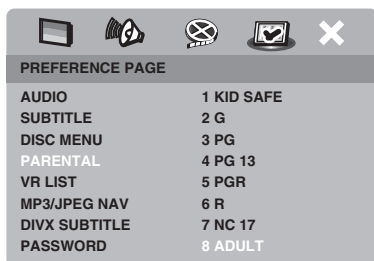 PREFERENCE PAGE
AUDIO 1 KID SAFE
SUBTITLE 2 G
DISC MENU 3 PG
PARENTAL 4 PG 13
VR LIST 5 PGR
MP3/JPEG NAV 6 R
DIVX SUBTITLE 7 NC 17
PASSWORD 8 ADULT